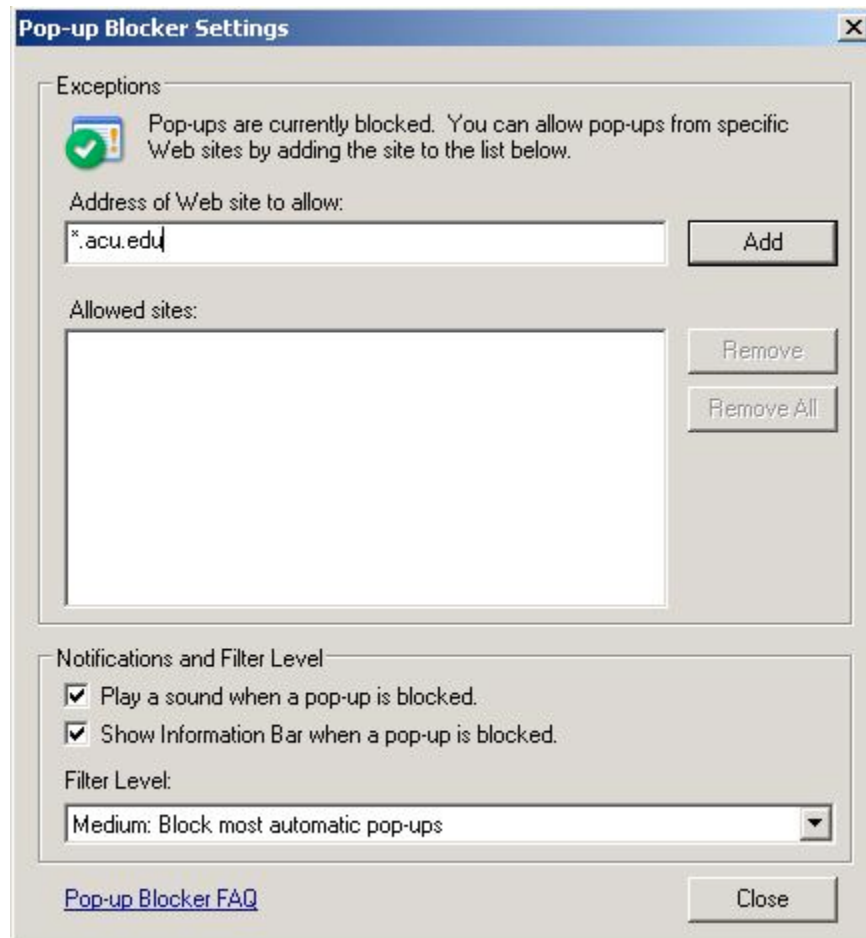 Pop-up Blocker Settings
Exceptions
Pop-ups are currently blocked. You can allow pop-ups from specific
Web sites by adding the site to the list below.
Address of Web site to allow:
*.acu.edu
Add
Allowed sites:
Remove
Remove All
Notifications and Filter Level
Play a sound when a pop-up is blocked.
Show Information Bar when a pop-up is blocked.
Filter Level:
Medium: Block most automatic pop-ups
Pop-up Blocker FAQ
Close